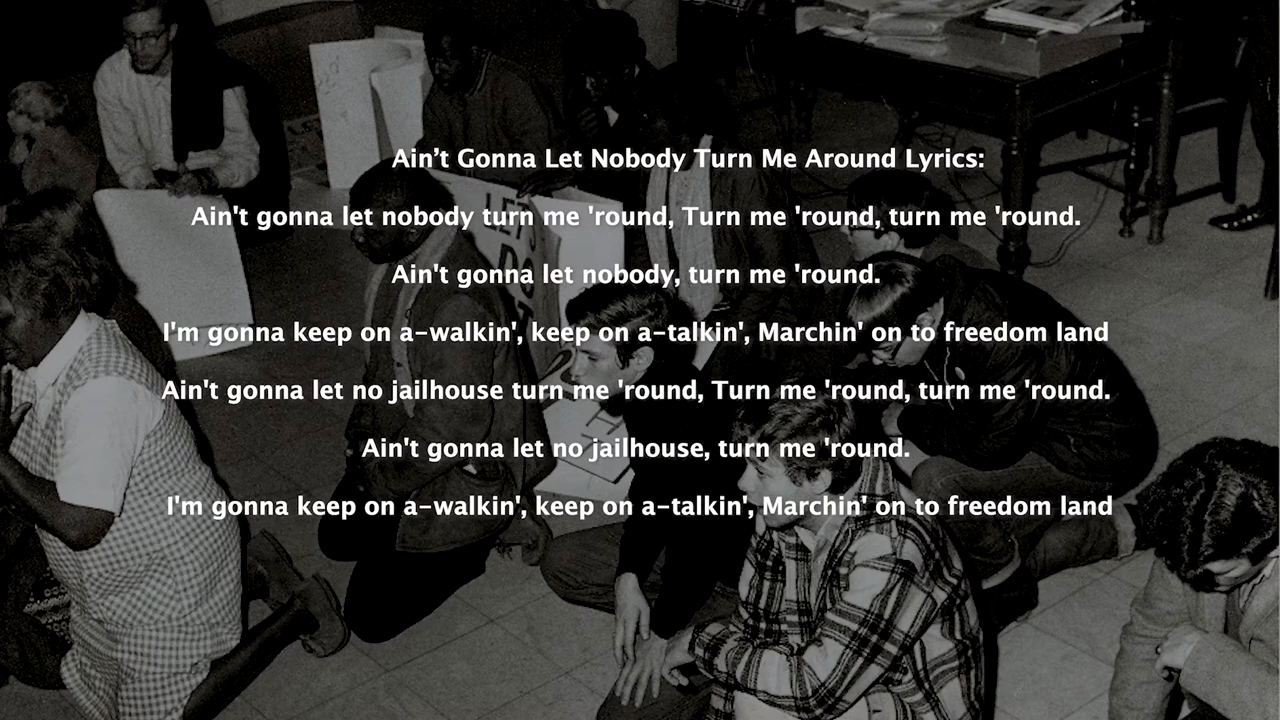 Ain’t Gonna Let Nobody Turn Me Around Lyrics:
Ain't gonna let nobody turn me 'round, Turn me 'round, turn me 'round.
Ain't gonna let nobody, turn me 'round.
I'm gonna keep on a-walkin', keep on a-talkin', Marchin' on to freedom land
Ain't gonna let no jailhouse turn me 'round, Turn me 'round, turn me 'round.
Ain't gonna let no jailhouse, turn me 'round.
I'm gonna keep on a-walkin', keep on a-talkin', Marchin' on to freedom land